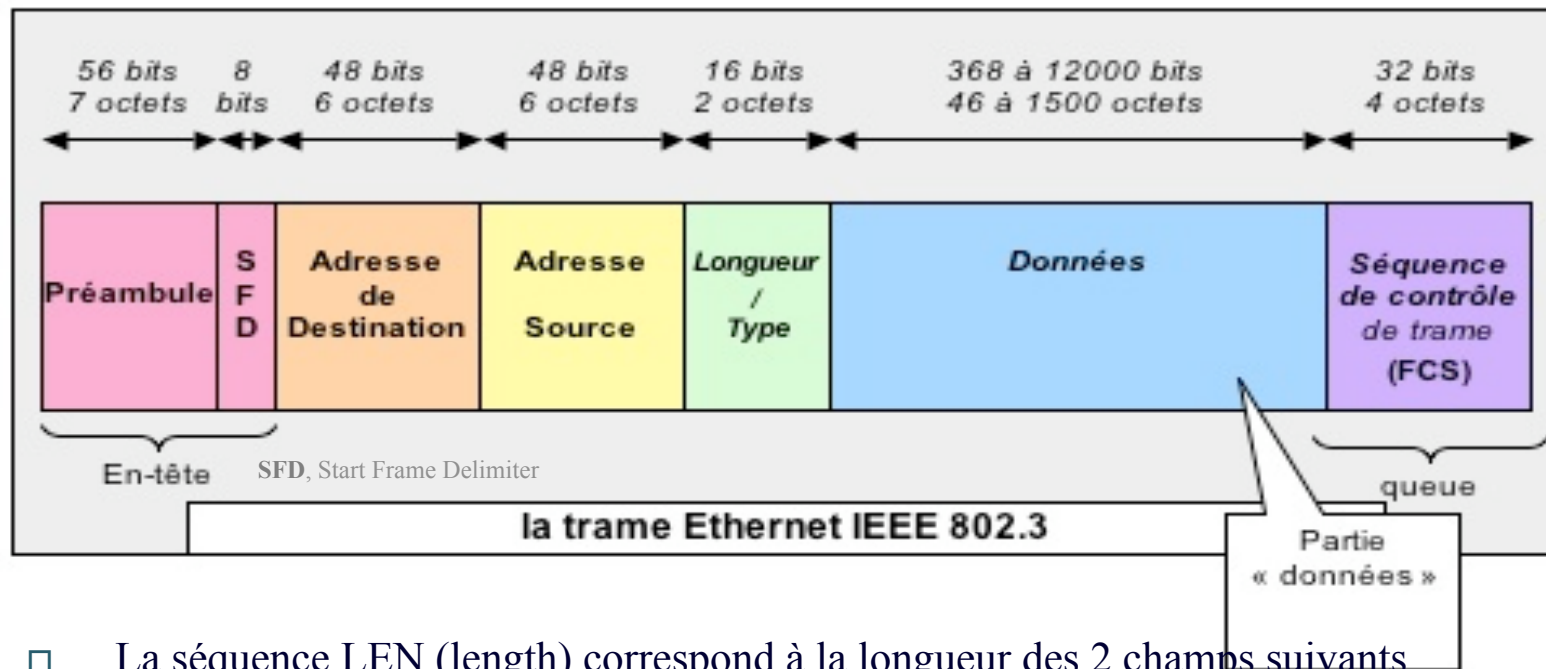 56 bits 8 48 bits 48 bits 16 bits 368 à 12000 bits 32 bits
7 octets bits 6 octets 6 octets 2 octets 46 à 1500 octets 4 octets
Préambule
S
F
D
Adresse
de
Destination
Adresse
Source
Longueur
/
Type
Données
Séquence
de contrôle
de trame
(FCS)
En-tête
SFD, Start Frame Delimiter
queue
la trame Ethernet IEEE 802.3
Partie
« données »
La séquence LEN (length) correspond à la longueur des 2 champs suivants